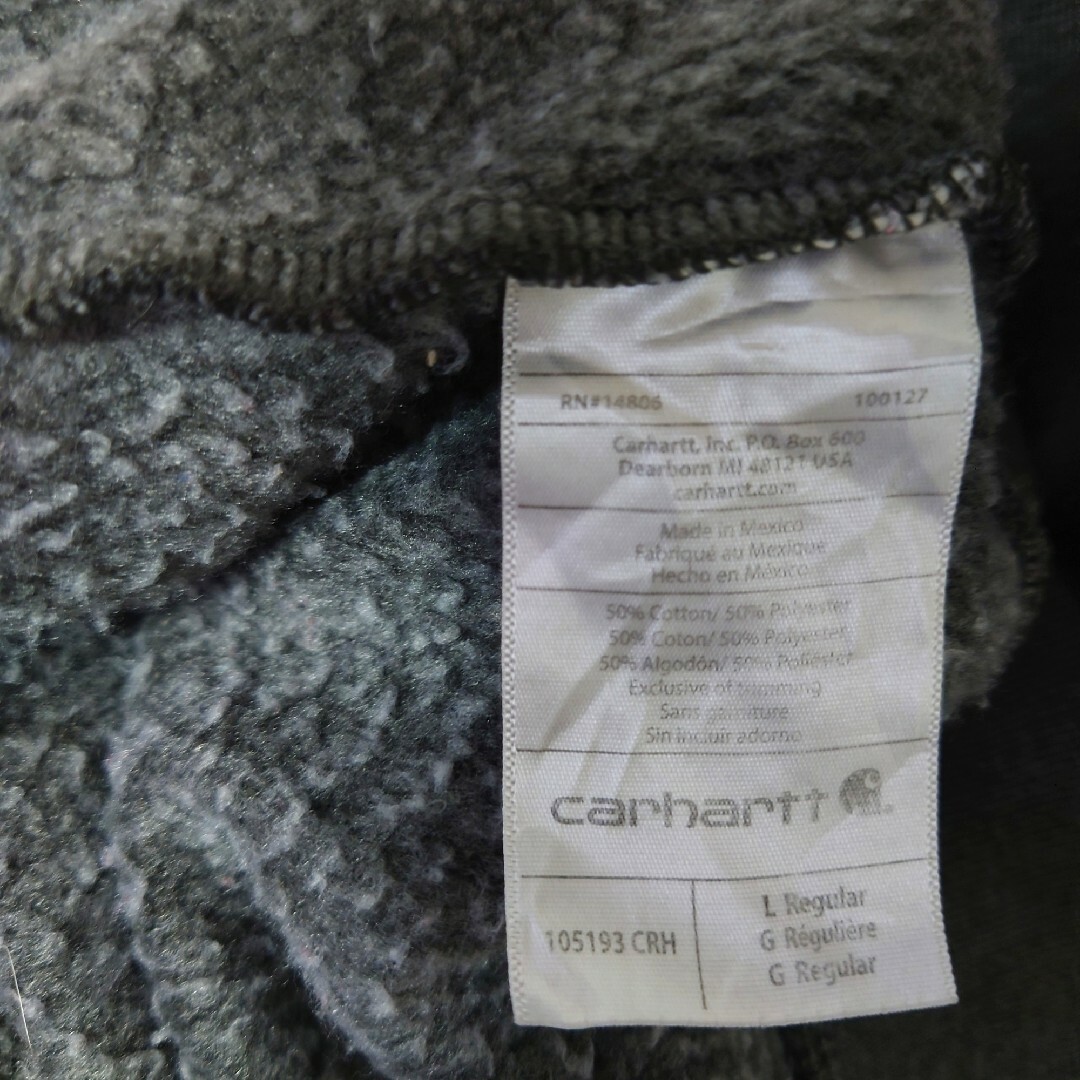 RN#14806 100127
Carhartt, Inc. P.O. Box 600
Dearborn MI 48121 USA
carhartt.com
Made in Mexico
Fabriqué au Mexique
Hecho en México
50% Cotton/ 50% Polyester
50% Coton/ 50% Polyester
50% Algodón/ 50% Poliéster
Exclusive of trimming
Sans garniture
Sin incluir adorno
carhartt
105193 CRH
L Regular
G Régulière
G Regular